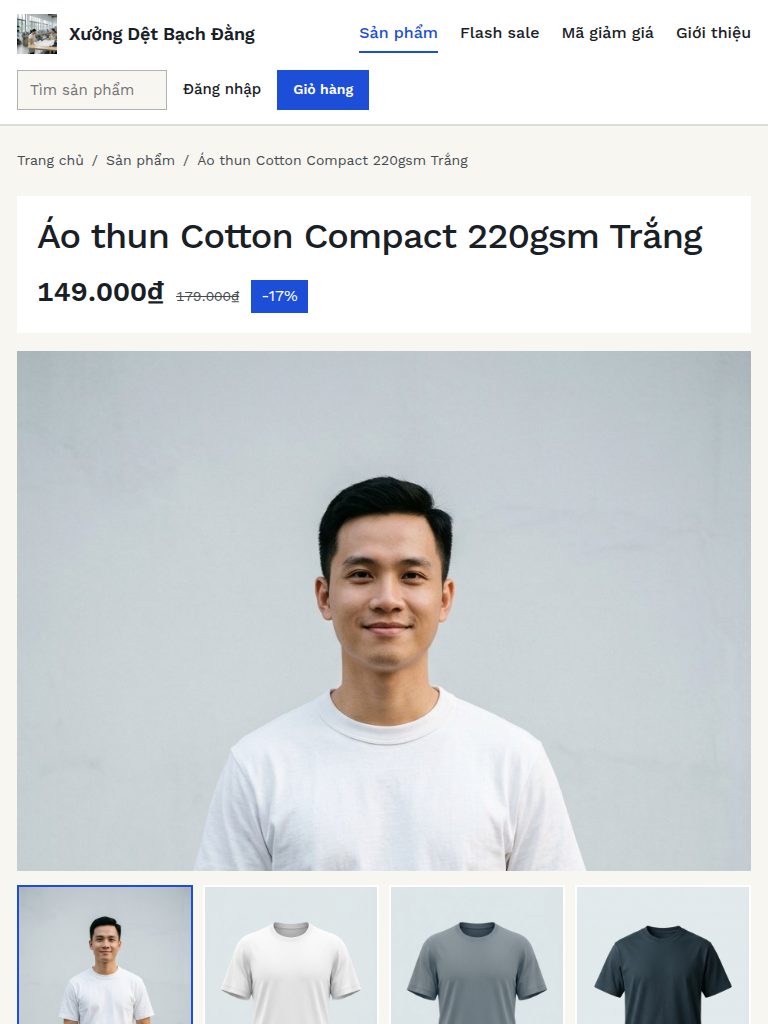 Xưởng Dệt Bạch Đằng
Sản phẩm Flash sale Mã giảm giá Giới thiệu
Tìm sản phẩm Đăng nhập Giỏ hàng
Trang chủ / Sản phẩm / Áo thun Cotton Compact 220gsm Trắng
Áo thun Cotton Compact 220gsm Trắng
149.000₫ 179.000₫ -17%